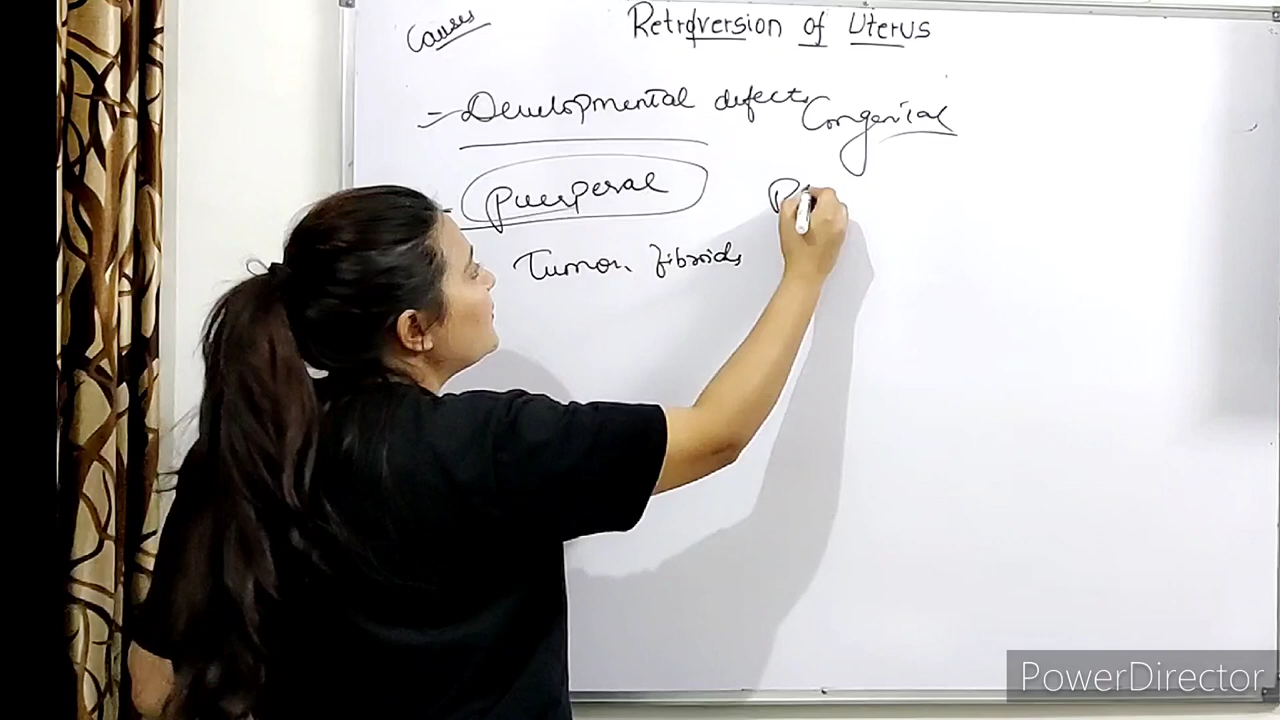 Causes
Retroversion of Uterus
Developmental defects Congenital
puerperal
Tumor, fibroids
PowerDirector